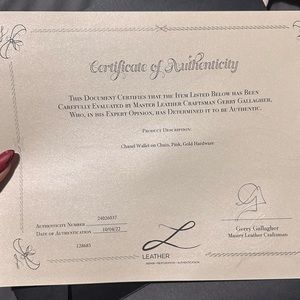 Certificate of Authenticity
This Document Certifies that the Item Listed Below has Been
Carefully Evaluated by Master Leather Craftsman Gerry Gallagher,
Who, in his Expert Opinion, has Determined it to be Authentic.
Product Description:
Chanel Wallet on Chain, Pink, Gold Hardware
Authenticity Number 24026037
Date of Authentication 10/04/22
128685
L
LEATHER
REPAIR • RESTORATION • AUTHENTICATION
Gerry Gallagher
Master Leather Craftsman